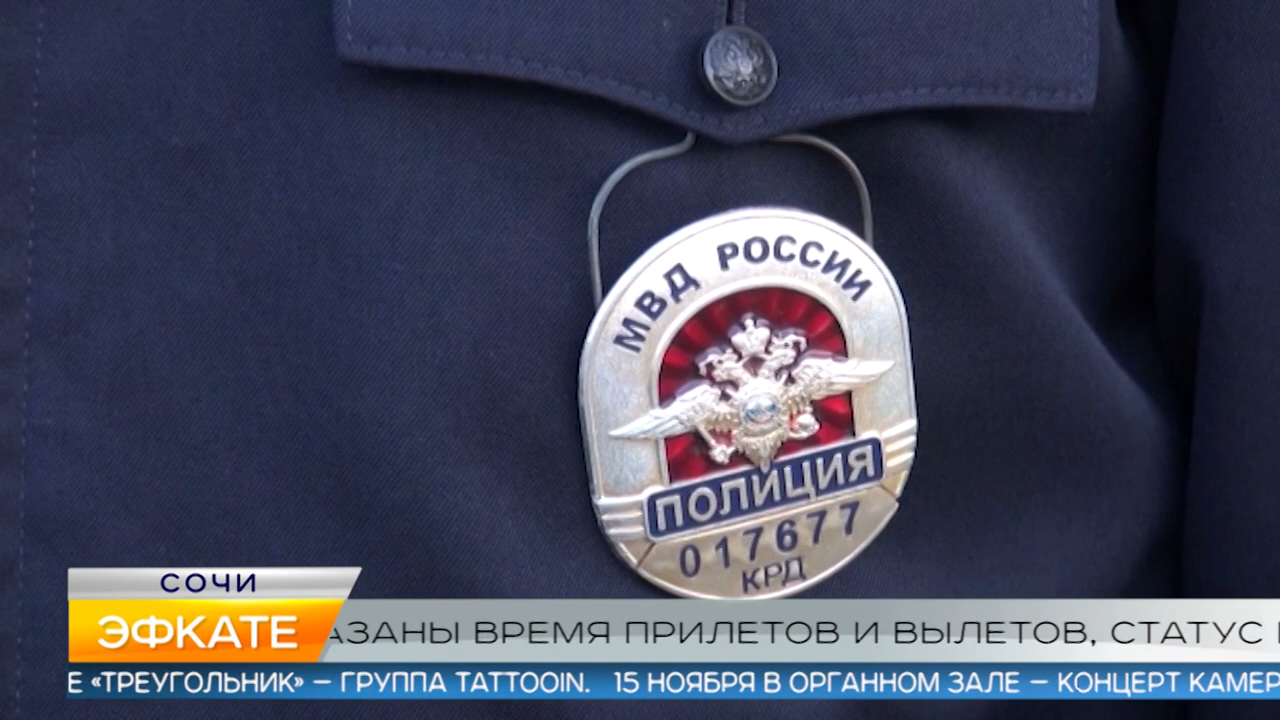 МВД РОССИИ
ПОЛИЦИЯ
017677
КРД
СОЧИ
ЭФКАТЕ
АЗАНЫ ВРЕМЯ ПРИЛЕТОВ И ВЫЛЕТОВ, СТАТУС
Е «ТРЕУГОЛЬНИК» – ГРУППА TATTOOIN. 15 НОЯБРЯ В ОРГАННОМ ЗАЛЕ – КОНЦЕРТ КАМЕР